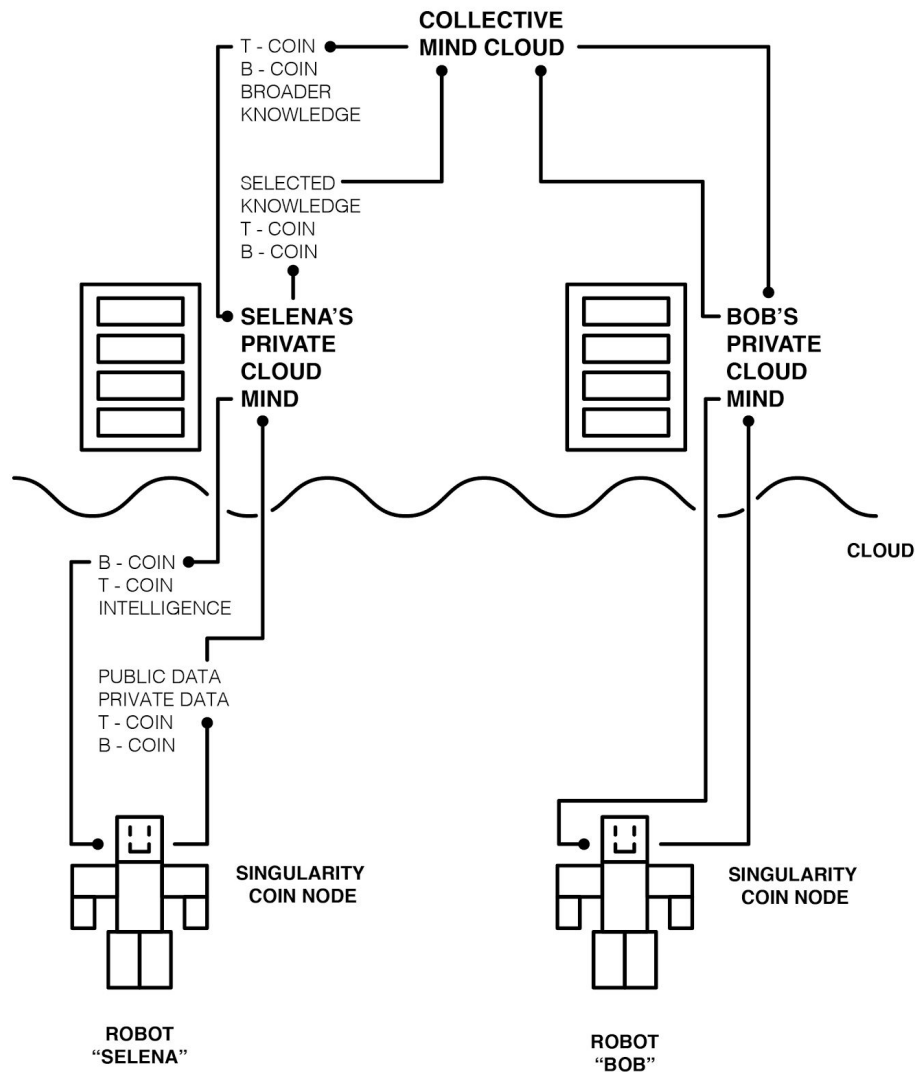 COLLECTIVE
MIND CLOUD
T - COIN
B - COIN
BROADER
KNOWLEDGE
SELECTED
KNOWLEDGE
T - COIN
B - COIN
SELENA'S
PRIVATE
CLOUD
MIND
BOB'S
PRIVATE
CLOUD
MIND
CLOUD
B - COIN
T - COIN
INTELLIGENCE
PUBLIC DATA
PRIVATE DATA
T - COIN
B - COIN
SINGULARITY
COIN NODE
SINGULARITY
COIN NODE
ROBOT
“SELENA”
ROBOT
“BOB”